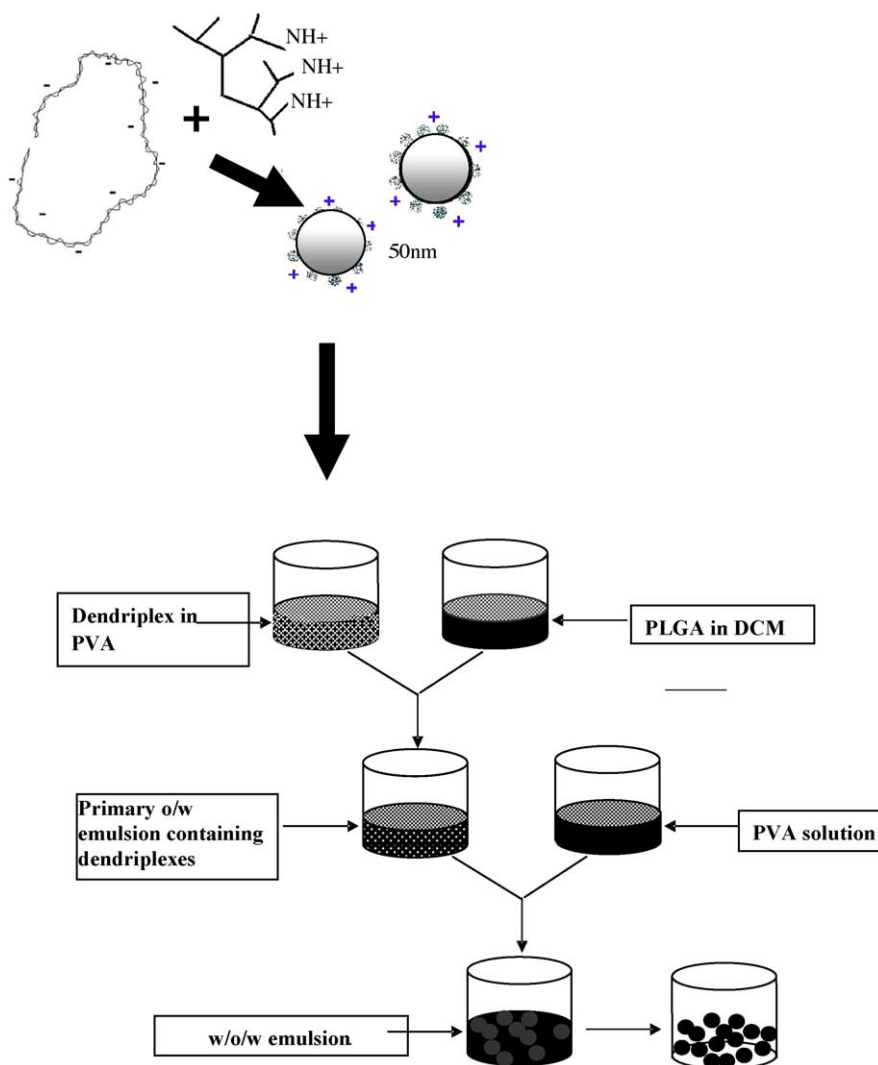 NH+
NH+
NH+
50nm
Dendriplex in
PVA
PLGA in DCM
Primary o/w
emulsion containing
dendriplexes
PVA solution
w/o/w emulsion